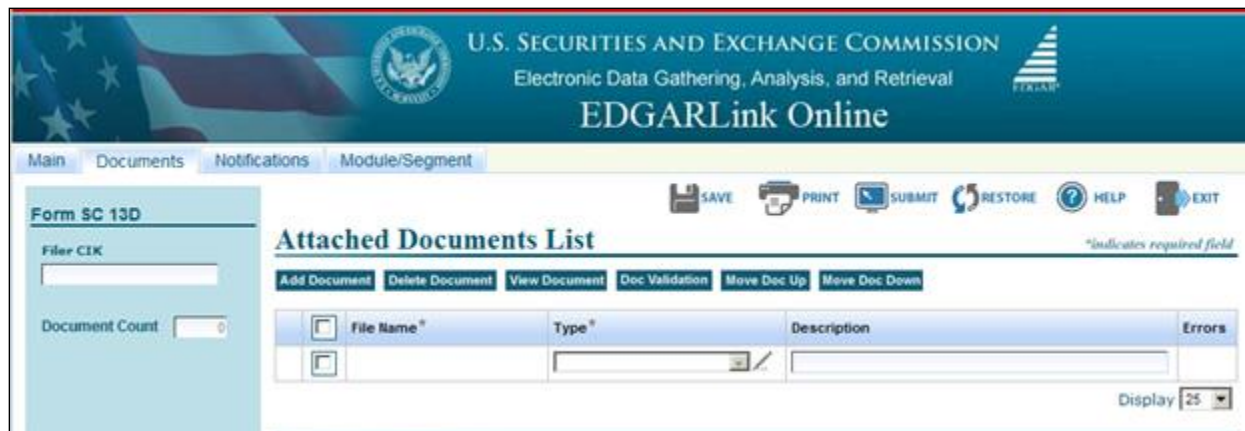 U.S. SECURITIES AND EXCHANGE COMMISSION
Electronic Data Gathering, Analysis, and Retrieval
EDGAR®
EDGARLink Online
Main Documents Notifications Module/Segment
SAVE PRINT SUBMIT RESTORE HELP EXIT
Form SC 13D
Attached Documents List
*indicates required field
Filer CIK
Add Document Delete Document View Document Doc Validation Move Doc Up Move Doc Down
Document Count 0
File Name* Type* Description Errors
Display 25